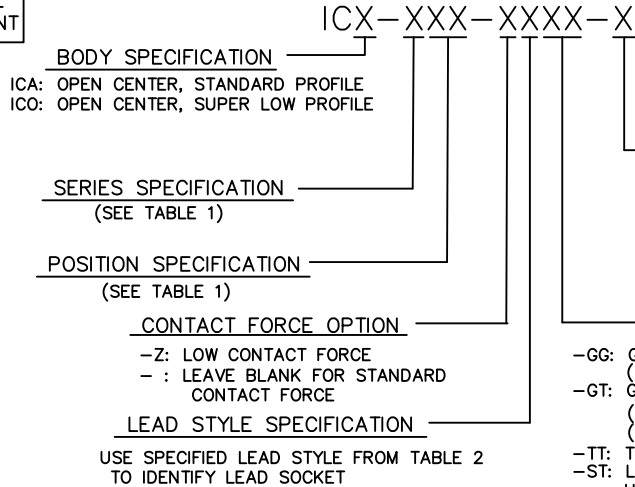 NT
ICX-XXX-XXXX-X
BODY SPECIFICATION
ICA: OPEN CENTER, STANDARD PROFILE
ICO: OPEN CENTER, SUPER LOW PROFILE
SERIES SPECIFICATION
(SEE TABLE 1)
POSITION SPECIFICATION
(SEE TABLE 1)
CONTACT FORCE OPTION
-Z: LOW CONTACT FORCE
- : LEAVE BLANK FOR STANDARD
CONTACT FORCE
LEAD STYLE SPECIFICATION
USE SPECIFIED LEAD STYLE FROM TABLE 2
TO IDENTIFY LEAD SOCKET
-GG: G
(
-GT: G
(
(
-TT: T
-ST: L